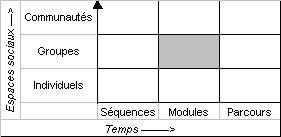 Espaces sociaux —>
Communautés
Groupes
Individuels
Séquences Modules Parcours
Temps ——>